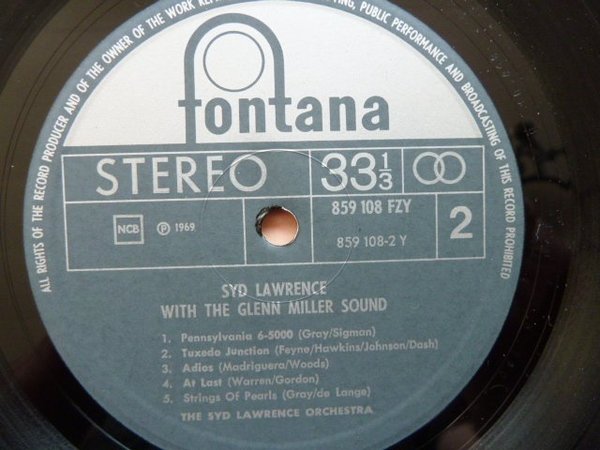 ALL RIGHTS OF THE RECORD PRODUCER AND OF THE OWNER OF THE WORK
PUBLIC PERFORMANCE AND BROADCASTING OF THIS RECORD PROHIBITED
fontana
STEREO 33 1/3
NCB Ⓟ 1969 859 108 FZY 2
859 108-2 Y
SYD LAWRENCE
WITH THE GLENN MILLER SOUND
1. Pennsylvania 6-5000 (Gray/Sigman)
2. Tuxedo Junction (Feyne/Hawkins/Johnson/Dash)
3. Adios (Madriguera/Woods)
4. At Last (Warren/Gordon)
5. Strings Of Pearls (Gray/de Lange)
THE SYD LAWRENCE ORCHESTRA